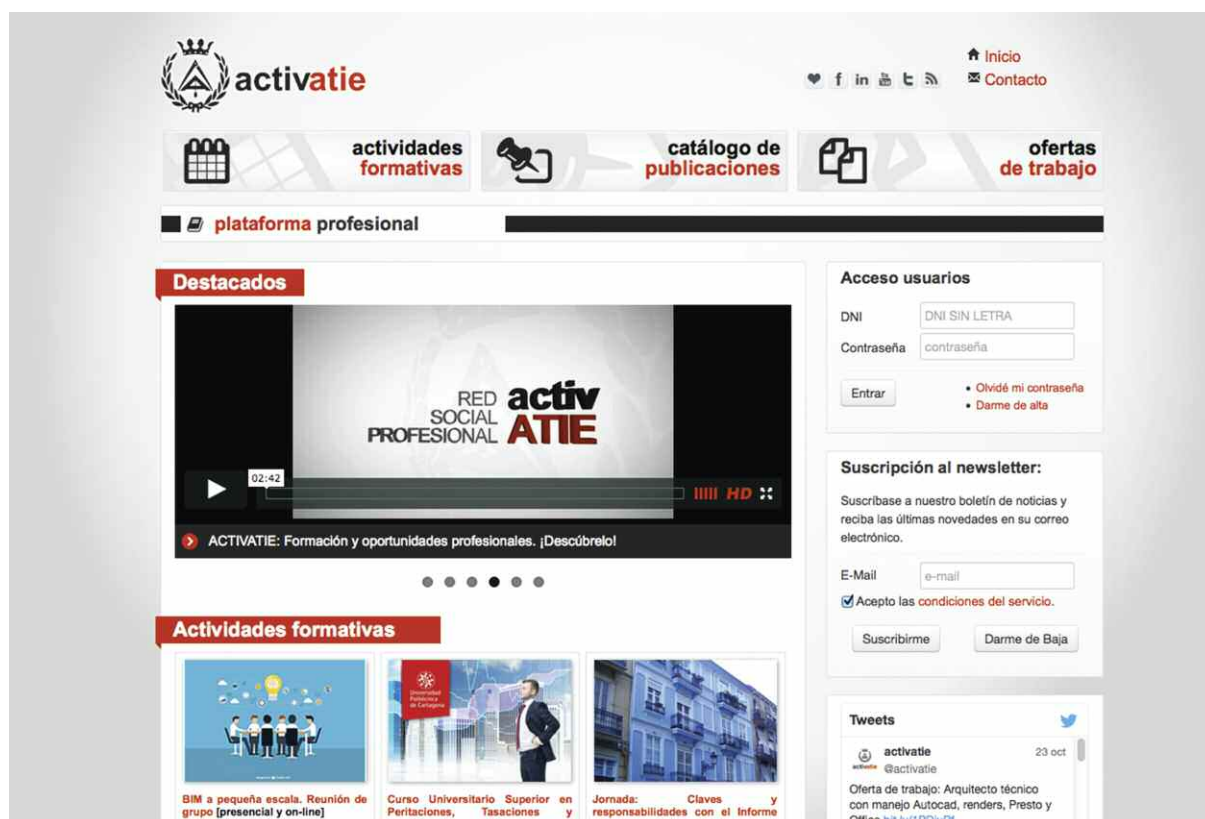 activatie
Inicio
Contacto
actividades
formativas
catálogo de
publicaciones
ofertas
de trabajo
plataforma profesional
Destacados
RED
SOCIAL
PROFESIONAL
activ
ATIE
02:42
HD
ACTIVATIE: Formación y oportunidades profesionales. ¡Descúbrelo!
Actividades formativas
Universidad
Politécnica
de Cartagena
BIM a pequeña escala. Reunión de
grupo [presencial y on-line]
Curso Universitario Superior en
Peritaciones, Tasaciones y
Jornada: Claves y
responsabilidades con el Informe
Acceso usuarios
DNI
DNI SIN LETRA
Contraseña
contraseña
Entrar
Olvidé mi contraseña
Darme de alta
Suscripción al newsletter:
Suscríbase a nuestro boletín de noticias y
reciba las últimas novedades en su correo
electrónico.
E-Mail
e-mail
Acepto las condiciones del servicio.
Suscribirme
Darme de Baja
Tweets
activatie
23 oct
@activatie
Oferta de trabajo: Arquitecto técnico
con manejo Autocad, renders, Presto y